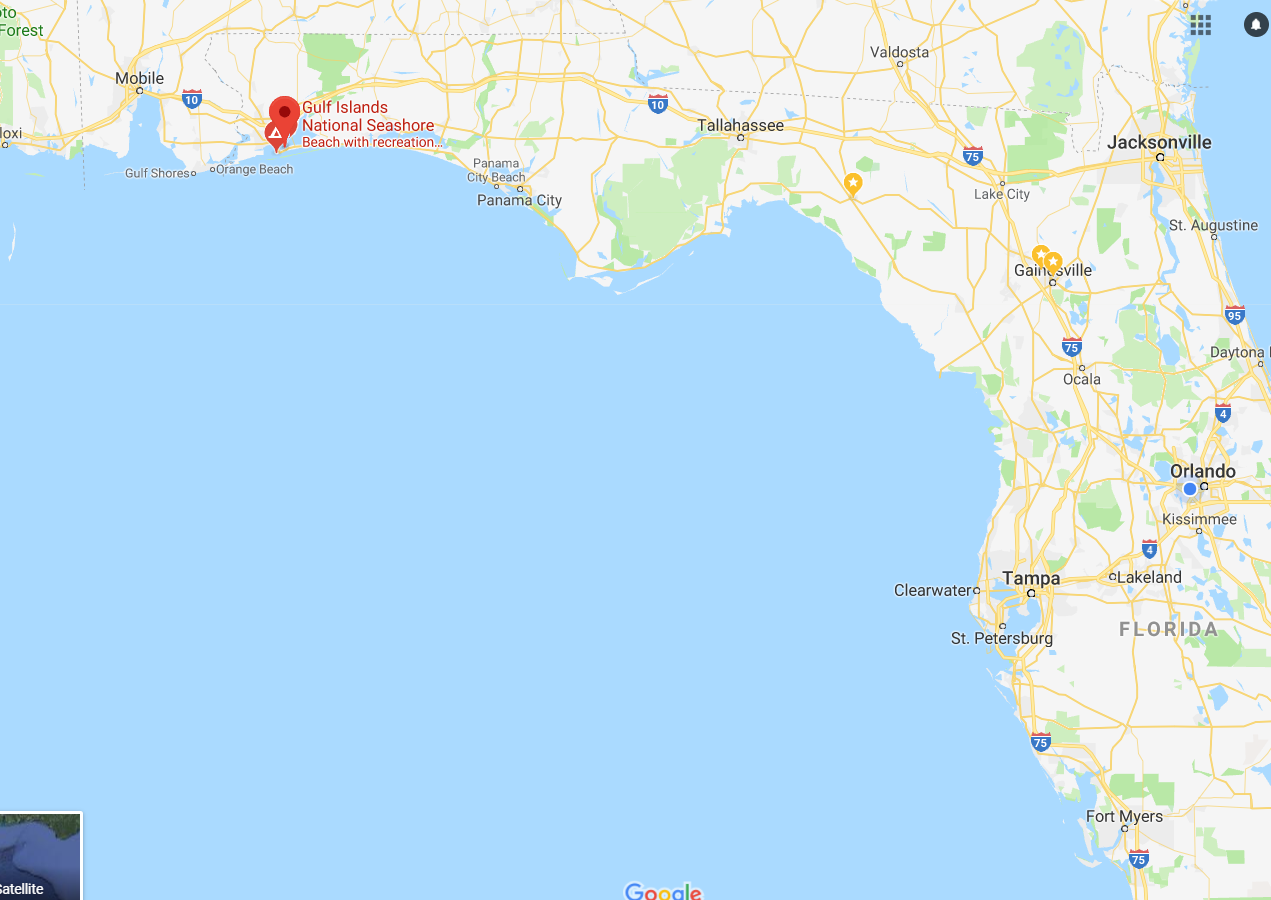 oto
Forest
Mobile
10
Gulf Islands
National Seashore
Beach with recreation...
loxi
Gulf Shores
Orange Beach
Panama
City Beach
Panama City
10
Tallahassee
Valdosta
75
Lake City
Jacksonville
St. Augustine
Gainesville
95
75
Ocala
Daytona
4
Orlando
Kissimmee
4
Lakeland
Tampa
Clearwater
St. Petersburg
FLORIDA
75
Fort Myers
75
Satellite
Google